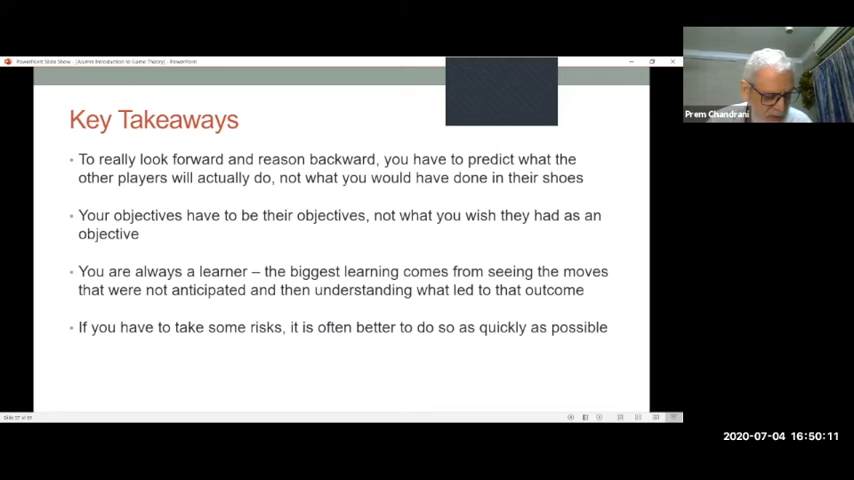 PowerPoint Slide Show - [Alumni Introduction to Game Theory] - PowerPoint
Prem Chandrani
Key Takeaways
• To really look forward and reason backward, you have to predict what the
other players will actually do, not what you would have done in their shoes
• Your objectives have to be their objectives, not what you wish they had as an
objective
• You are always a learner – the biggest learning comes from seeing the moves
that were not anticipated and then understanding what led to that outcome
• If you have to take some risks, it is often better to do so as quickly as possible
2020-07-04 16:50:11